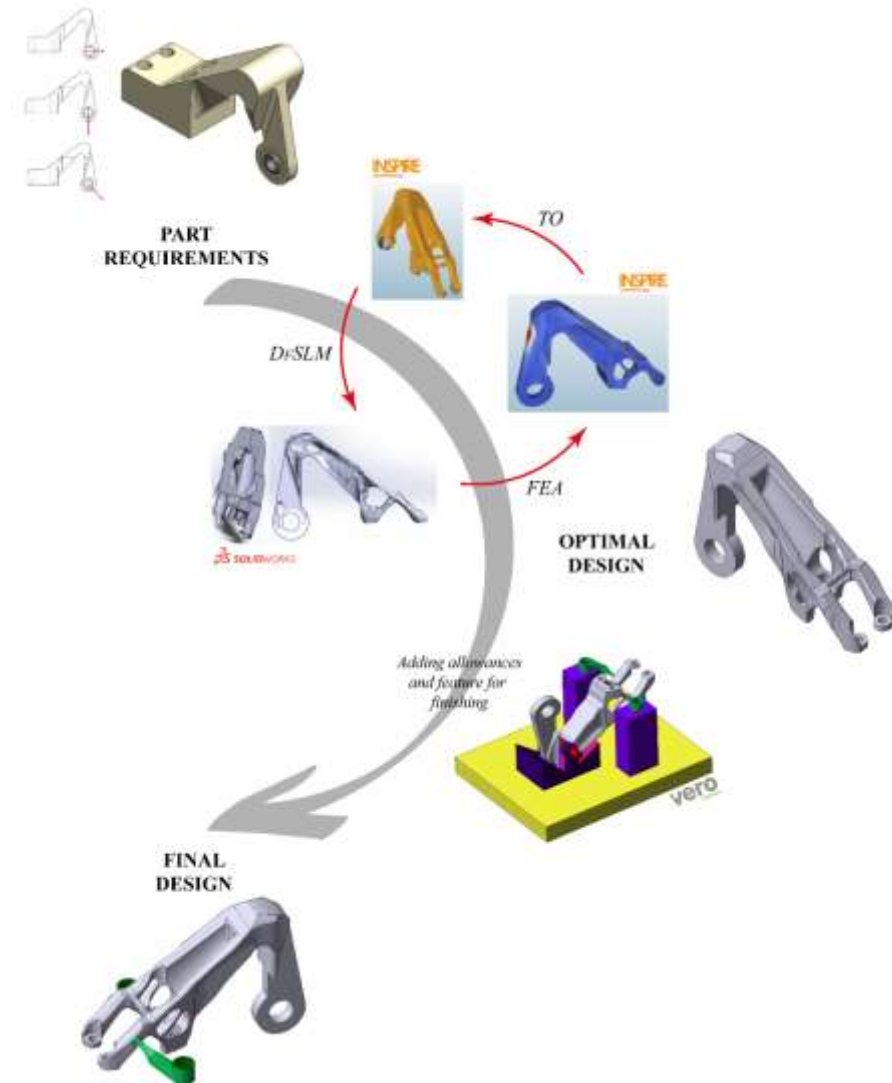 INSPIRE
TO
PART
REQUIREMENTS
INSPIRE
DFSLM
FEA
SOLIDWORKS
OPTIMAL
DESIGN
Adding allowances
and feature for
finishing
vero
FINAL
DESIGN